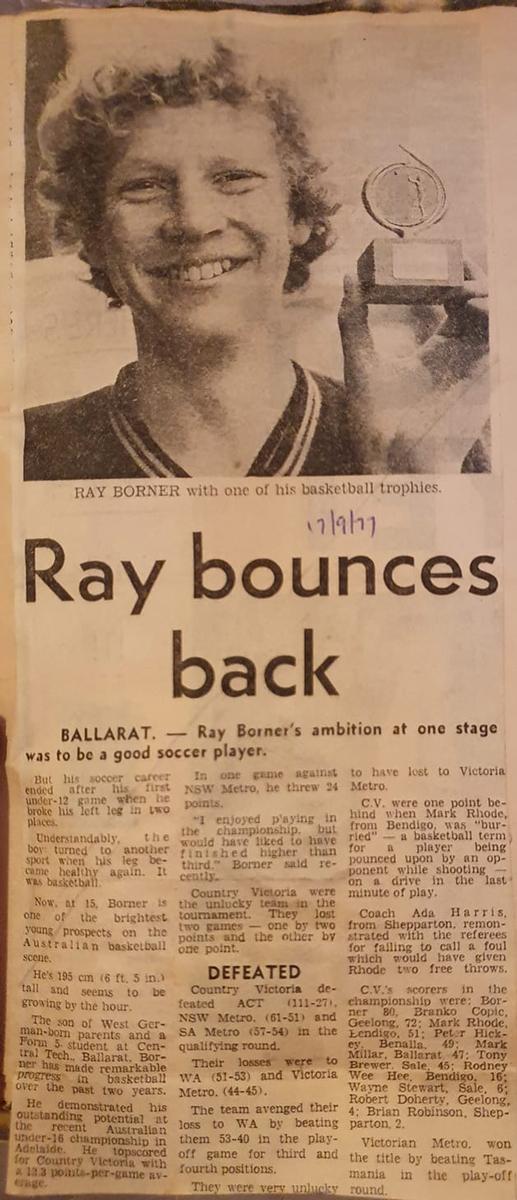 RAY BORNER with one of his basketball trophies.
17/9/77
Ray bounces
back
BALLARAT. — Ray Borner's ambition at one stage
was to be a good soccer player.
But his soccer career
ended after his first
under-12 game when he
broke his left leg in two
places.
Understandably, the
boy turned to another
sport when his leg be-
came healthy again. It
was basketball.
Now, at 15, Borner is
one of the brightest
young prospects on the
Australian basketball
scene.
He's 195 cm (6 ft. 5 in.)
tall and seems to be
growing by the hour.
The son of West Ger-
man-born parents and a
Form 5 student at Cen-
tral Tech., Ballarat, Bor-
ner has made remarkable
progress in basketball
over the past two years.
He demonstrated his
outstanding potential at
the recent Australian
under-16 championship in
Adelaide. He topscored
for Country Victoria with
a 13.3 points-per-game av-
erage.
In one game against
NSW Metro, he threw 24
points.
"I enjoyed p'aying in
the championship, but
would have liked to have
finished higher than
third." Borner said re-
cently.
Country Victoria were
the unlucky team in the
tournament. They lost
two games — one by two
points and the other by
one point.
DEFEATED
Country Victoria de-
feated ACT (111-27),
NSW Metro. (61-51) and
SA Metro (57-54) in the
qualifying round.
Their losses were to
WA (51-53) and Victoria
Metro. (44-45).
The team avenged their
loss to WA by beating
them 53-40 in the play-
off game for third and
fourth positions.
They were very unlucky
to have lost to Victoria
Metro.
C.V. were one point be-
hind when Mark Rhode,
from Bendigo, was "bur-
ried" — a basketball term
for a player being
pounced upon by an op-
ponent while shooting —
on a drive in the last
minute of play.
Coach Ada Harris,
from Shepparton, remon-
strated with the referees
for failing to call a foul
which would have given
Rhode two free throws.
C.V.'s scorers in the
championship were: Bor-
ner 80, Branko Copic,
Geelong, 72; Mark Rhode,
Bendigo, 51; Peter Hick-
ey, Benalla, 49; Mark
Millar, Ballarat 47; Tony
Brewer, Sale, 45; Rodney
Wee Hee, Bendigo, 16;
Wayne Stewart, Sale, 6;
Robert Doherty, Geelong,
4; Brian Robinson, Shep-
parton, 2.
Victorian Metro. won
the title by beating Tas-
mania in the play-off
round.